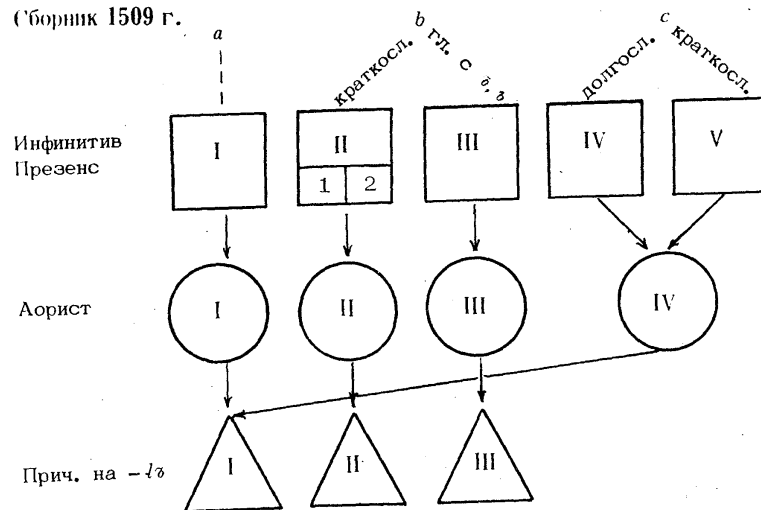 Сборник 1509 г.
a b c
краткосл. гл. с ъ, ь долгосл. краткосл.
Инфинитив I II III IV V
Презенс 1 2
Аорист I II III IV
Прич. на -lъ I II III